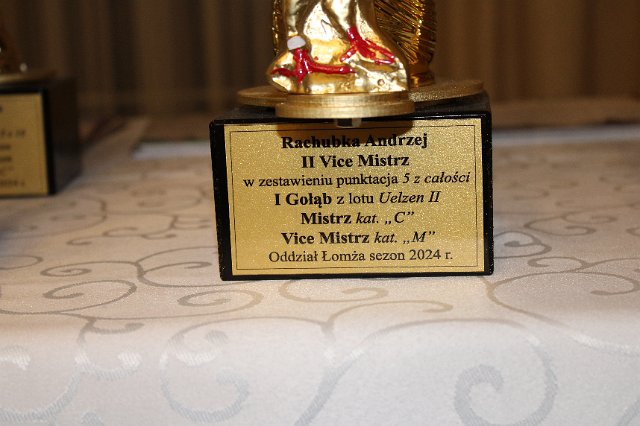 Rachubka Andrzej
II Vice Mistrz
w zestawieniu punktacja 5 z całości
I Gołąb z lotu Uelzen II
Mistrz kat. „C”
Vice Mistrz kat. „M”
Oddział Łomża sezon 2024 r.